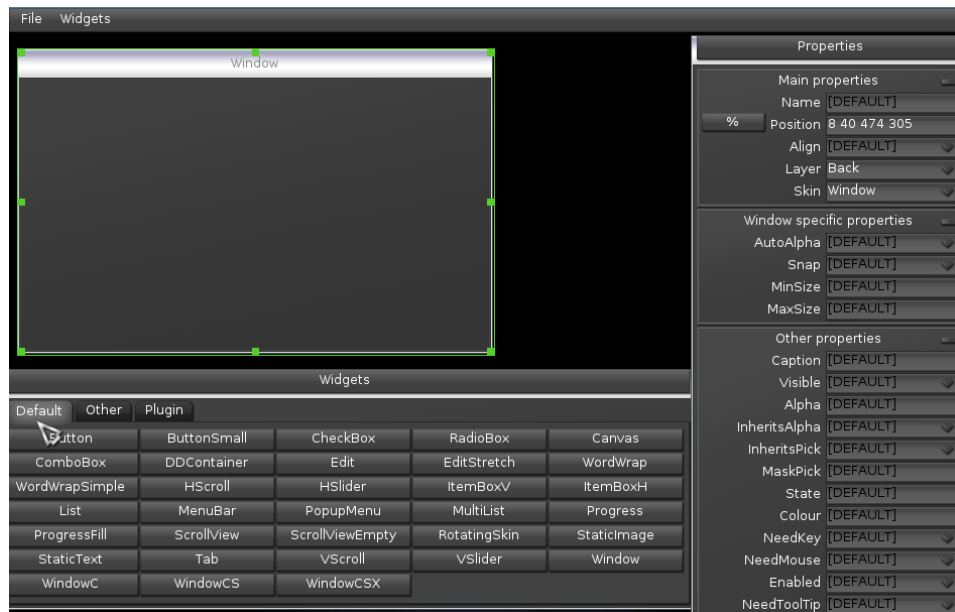 File Widgets
Window
Properties
Main properties
Name [DEFAULT]
% Position 8 40 474 305
Align [DEFAULT]
Layer Back
Skin Window
Window specific properties
AutoAlpha [DEFAULT]
Snap [DEFAULT]
MinSize [DEFAULT]
MaxSize [DEFAULT]
Other properties
Caption [DEFAULT]
Visible [DEFAULT]
Alpha [DEFAULT]
InheritsAlpha [DEFAULT]
InheritsPick [DEFAULT]
MaskPick [DEFAULT]
State [DEFAULT]
Colour [DEFAULT]
NeedKey [DEFAULT]
NeedMouse [DEFAULT]
Enabled [DEFAULT]
NeedToolTip [DEFAULT]
Widgets
Default Other Plugin
Button ButtonSmall CheckBox RadioBox Canvas
ComboBox DDContainer Edit EditStretch WordWrap
WordWrapSimple HScroll HSlider ItemBoxV ItemBoxH
List MenuBar PopupMenu MultiList Progress
ProgressFill ScrollView ScrollViewEmpty RotatingSkin StaticImage
StaticText Tab VScroll VSlider Window
WindowC WindowCS WindowCSX